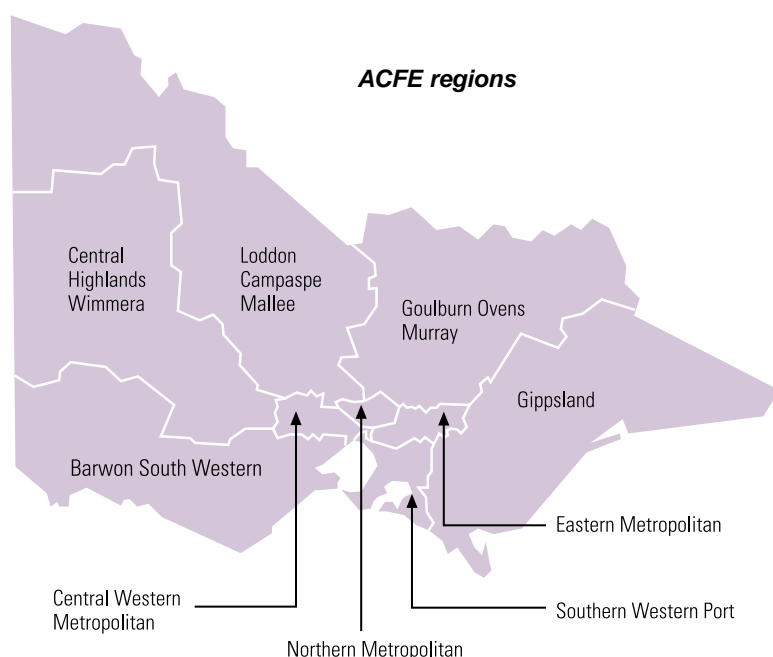 ACFE regions
Central
Highlands
Wimmera
Loddon
Campaspe
Mallee
Goulburn Ovens
Murray
Gippsland
Barwon South Western
Eastern Metropolitan
Central Western
Metropolitan
Southern Western Port
Northern Metropolitan